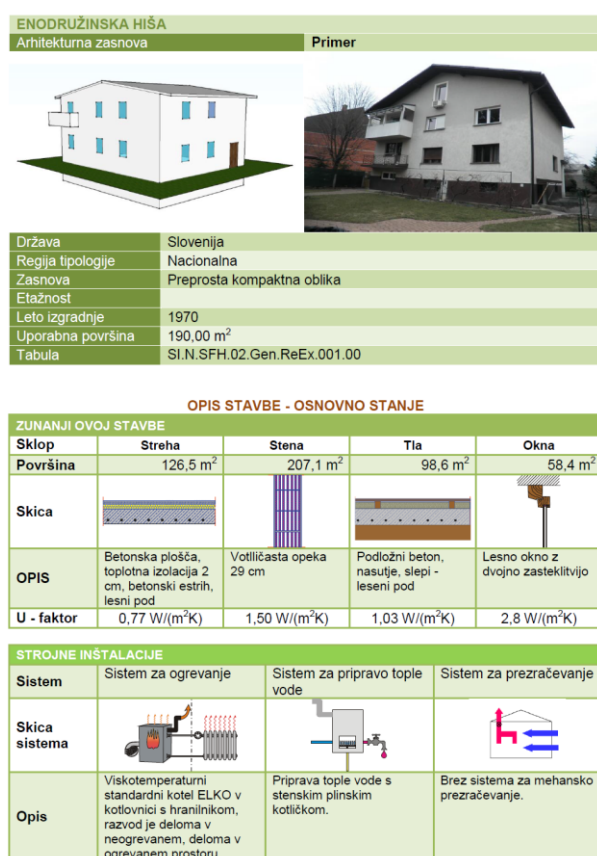 ENODRUŽINSKA HIŠA
Arhitekturna zasnova Primer
Država Slovenija
Regija tipologije Nacionalna
Zasnova Preprosta kompaktna oblika
Etažnost
Leto izgradnje 1970
Uporabna površina 190,00 m²
Tabula SI.N.SFH.02.Gen.ReEx.001.00
OPIS STAVBE - OSNOVNO STANJE
ZUNANJI OVOJ STAVBE
Sklop Streha Stena Tla Okna
Površina 126,5 m² 207,1 m² 98,6 m² 58,4 m²
Skica
OPIS
Betonska plošča,
toplotna izolacija 2
cm, betonski estrih,
lesni pod
Votlličasta opeka
29 cm
Podložni beton,
nasutje, slepi -
leseni pod
Lesno okno z
dvojno zasteklitvijo
U - faktor 0,77 W/(m²K) 1,50 W/(m²K) 1,03 W/(m²K) 2,8 W/(m²K)
STROJNE INŠTALACIJE
Sistem
Sistem za ogrevanje
Sistem za pripravo tople
vode
Sistem za prezračevanje
Skica
sistema
Opis
Viskotemperaturni
standardni kotel ELKO v
kotlovnici s hranilnikom,
razvod je deloma v
neogrevanem, deloma v
ogrevanem prostoru
Priprava tople vode s
stenskim plinskim
kotličkom.
Brez sistema za mehansko
prezračevanje.